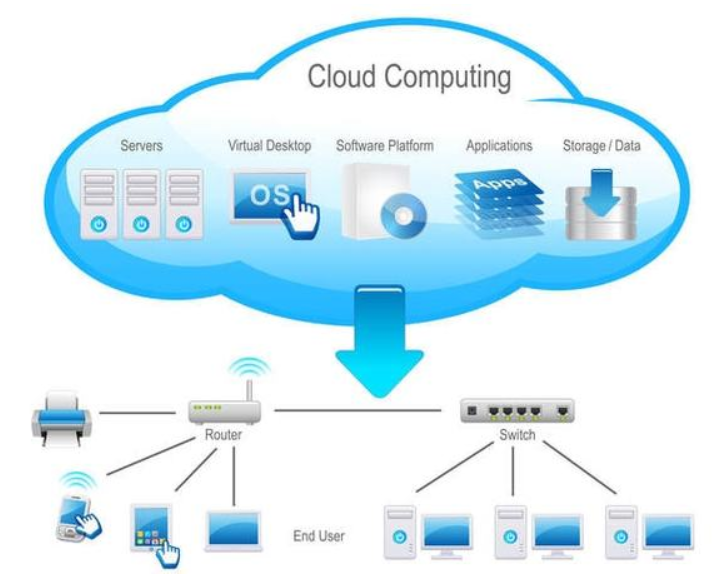 Cloud Computing
Servers
Virtual Desktop
Software Platform
Applications
Storage / Data
OS
Apps
Router
Switch
End User